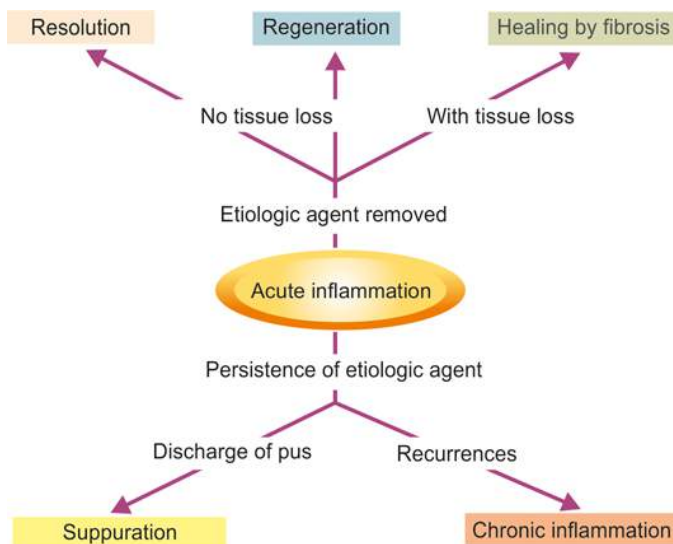 Resolution
Regeneration
Healing by fibrosis
No tissue loss
With tissue loss
Etiologic agent removed
Acute inflammation
Persistence of etiologic agent
Discharge of pus
Recurrences
Suppuration
Chronic inflammation